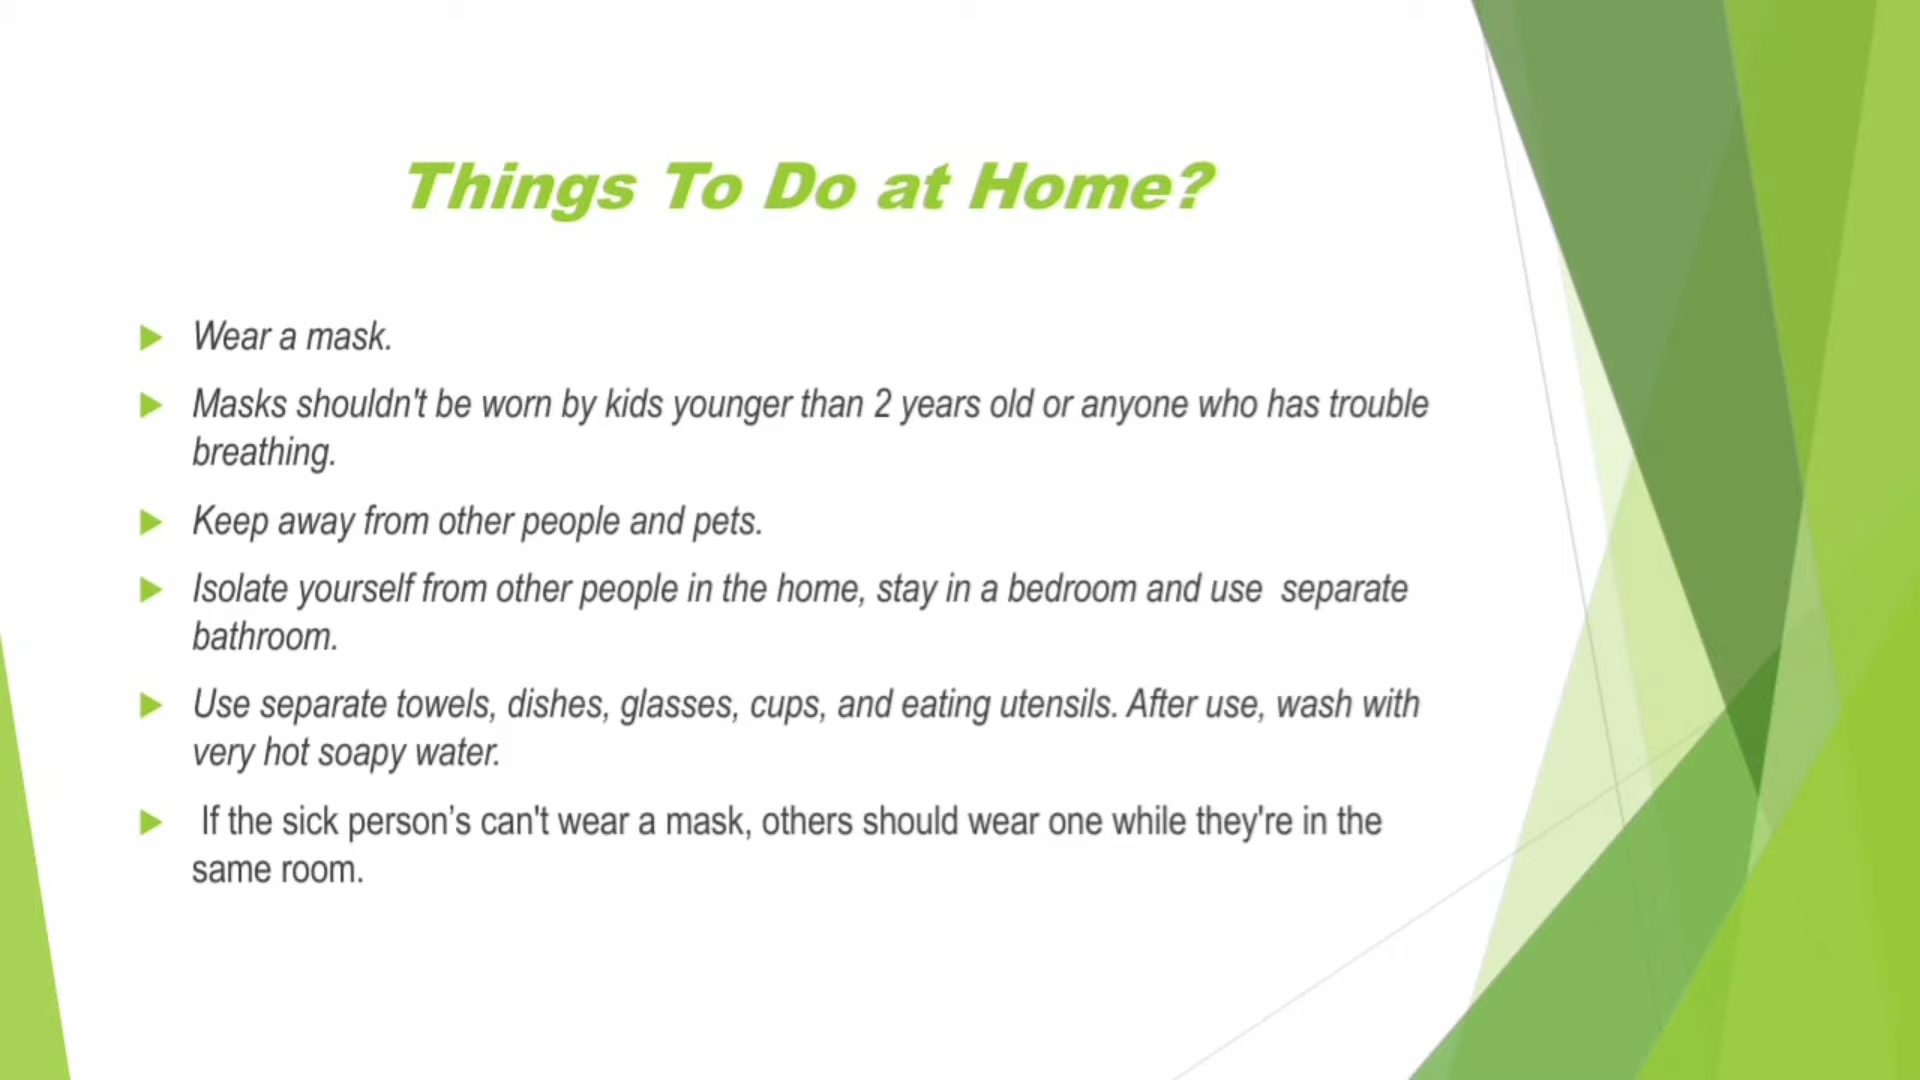 Things To Do at Home?
Wear a mask.
Masks shouldn't be worn by kids younger than 2 years old or anyone who has trouble
breathing.
Keep away from other people and pets.
Isolate yourself from other people in the home, stay in a bedroom and use  separate
bathroom.
Use separate towels, dishes, glasses, cups, and eating utensils. After use, wash with
very hot soapy water.
If the sick person’s can't wear a mask, others should wear one while they're in the
same room.